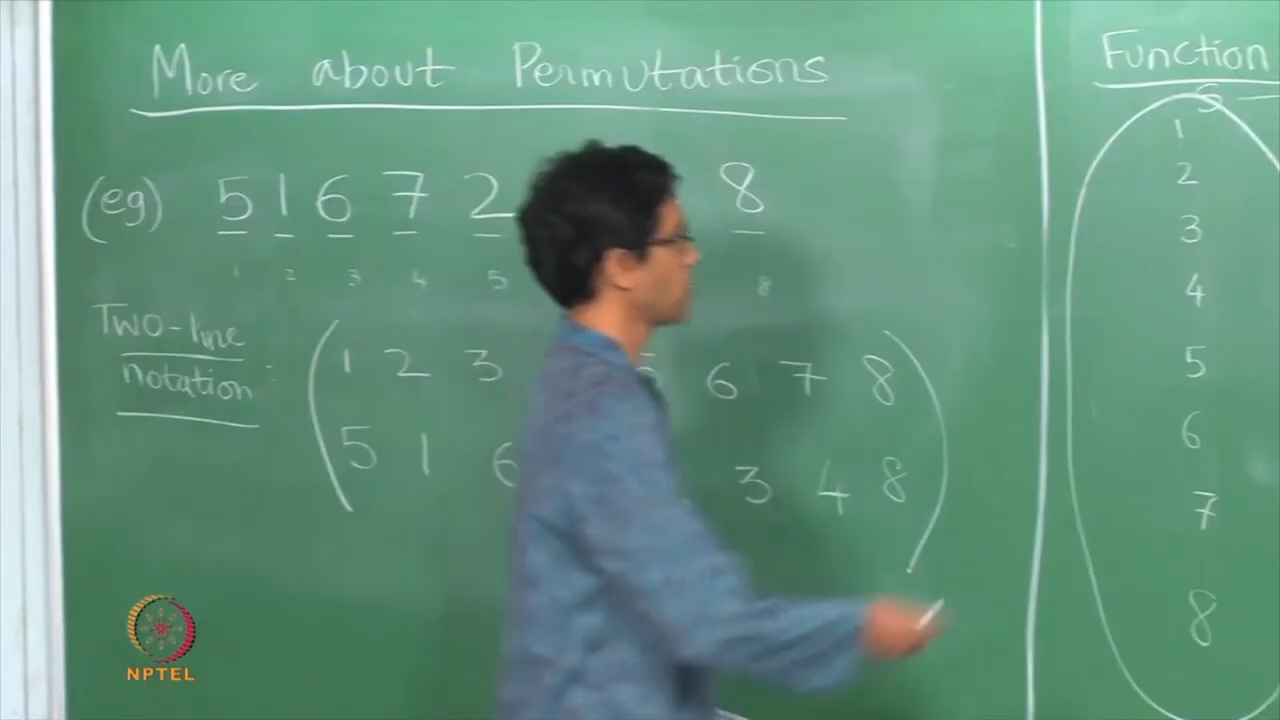 More about Permutations
(eg) 5 1 6 7 2 8
1 2 3 4 5 8
Two-line
notation :
1 2 3 5 6 7 8
5 1 6 3 4 8
Function
S
1
2
3
4
5
6
7
8
NPTEL